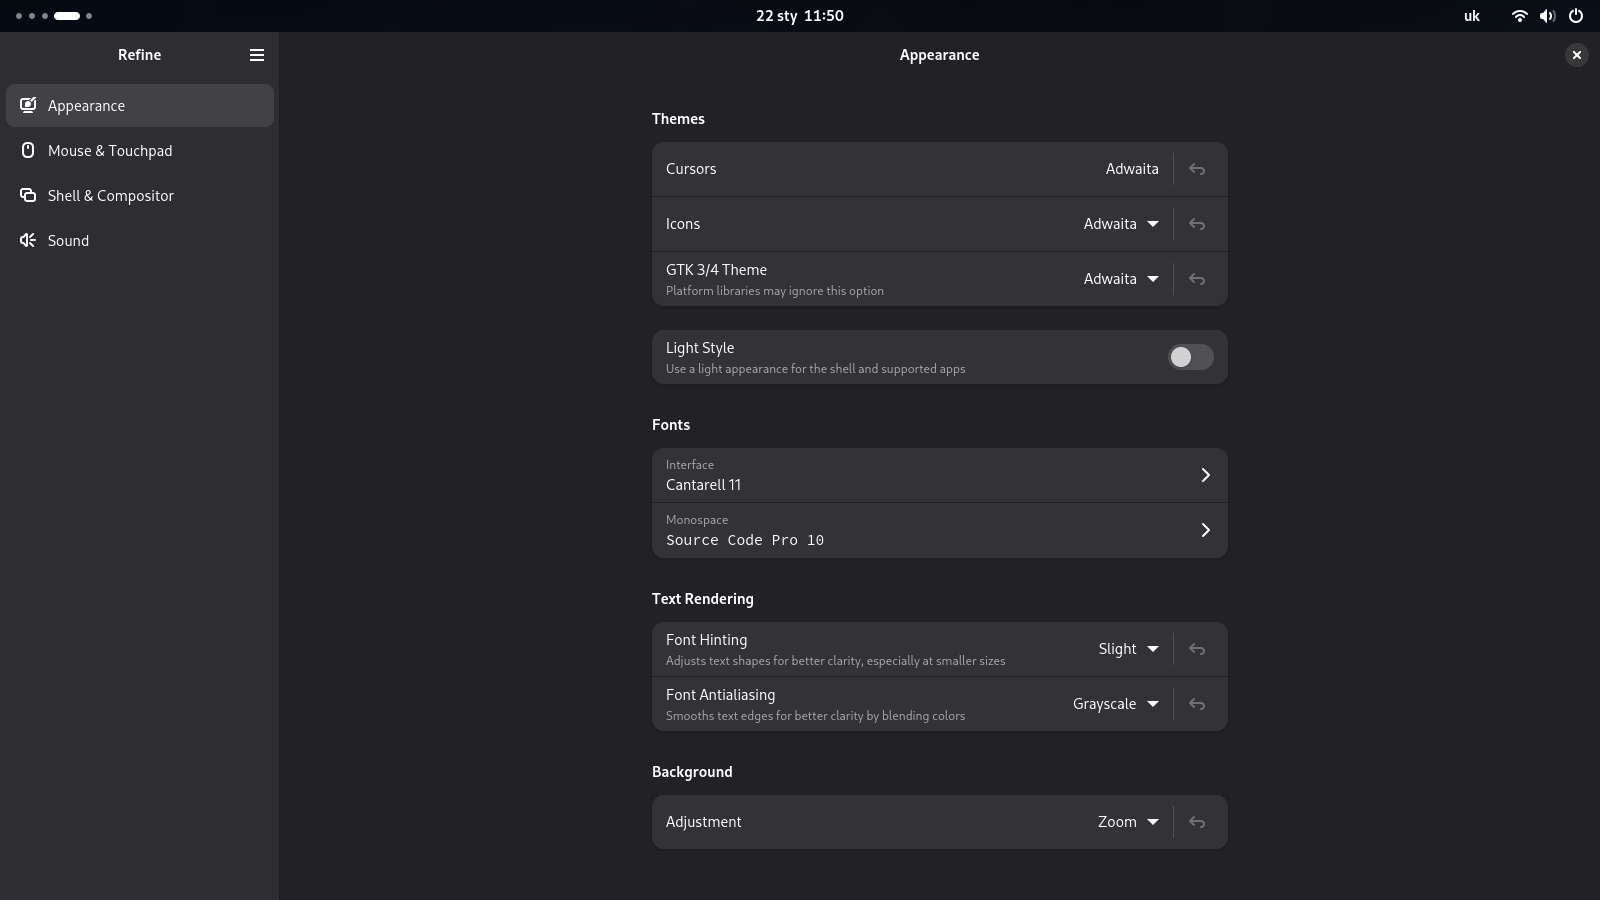 22 sty 11:50
uk
Refine
Appearance
Appearance
Mouse & Touchpad
Shell & Compositor
Sound
Themes
Cursors
Adwaita
Icons
Adwaita
GTK 3/4 Theme
Platform libraries may ignore this option
Adwaita
Light Style
Use a light appearance for the shell and supported apps
Fonts
Interface
Cantarell 11
Monospace
Source Code Pro 10
Text Rendering
Font Hinting
Adjusts text shapes for better clarity, especially at smaller sizes
Slight
Font Antialiasing
Smooths text edges for better clarity by blending colors
Grayscale
Background
Adjustment
Zoom